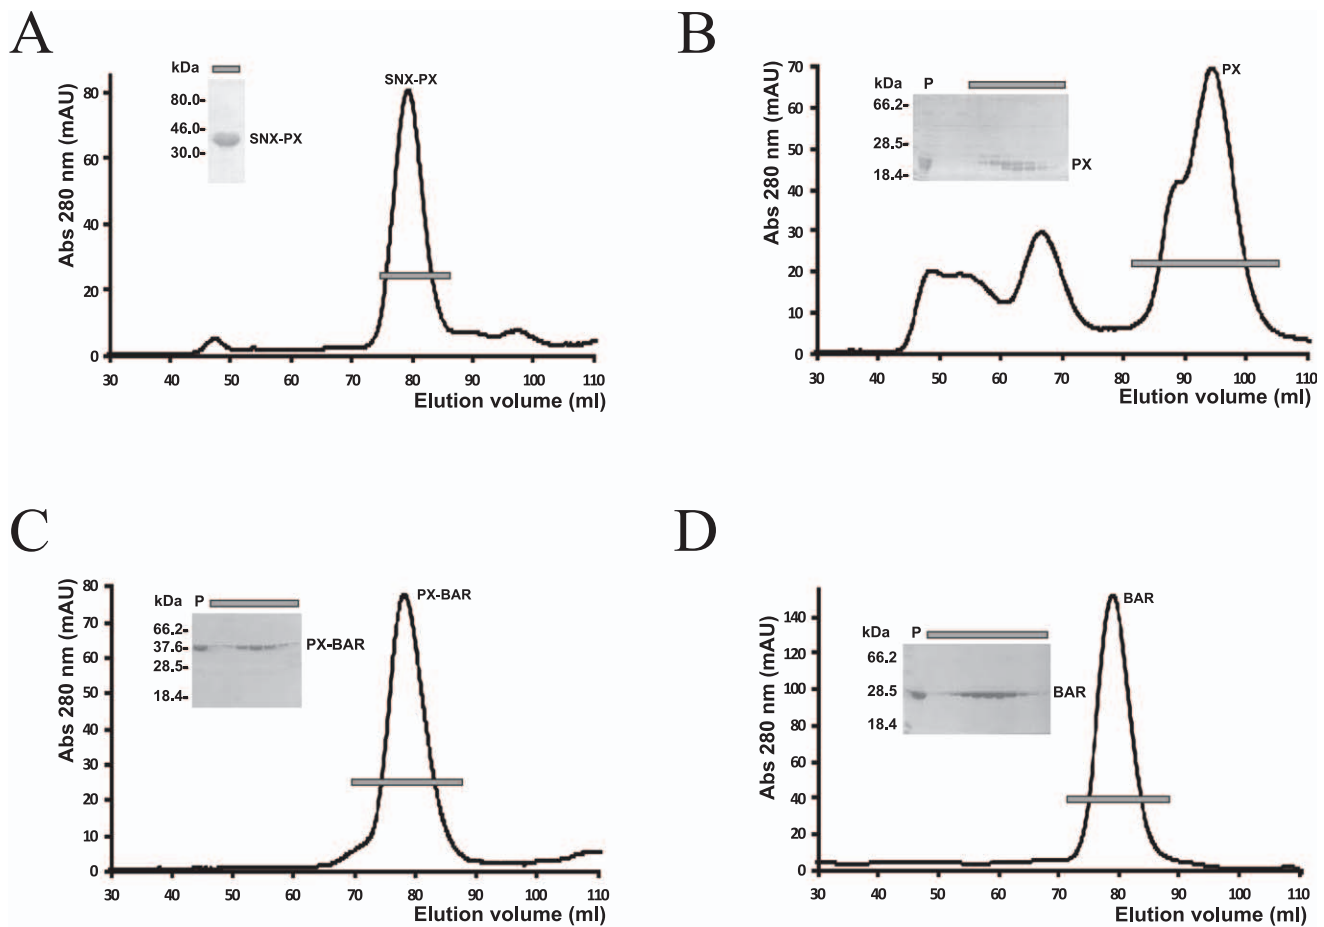 A
kDa
80.0-
46.0-
30.0-
SNX-PX
SNX-PX
Abs 280 nm (mAU)
80
60
40
20
0
30 40 50 60 70 80 90 100 110
Elution volume (ml)
B
kDa P
66.2-
28.5-
18.4-
PX
PX
Abs 280 nm (mAU)
70
60
50
40
30
20
10
0
30 40 50 60 70 80 90 100 110
Elution volume (ml)
C
kDa P
66.2-
37.6-
28.5-
18.4-
PX-BAR
PX-BAR
Abs 280 nm (mAU)
80
70
60
50
40
30
20
10
0
30 40 50 60 70 80 90 100 110
Elution volume (ml)
D
kDa P
66.2
28.5
18.4
BAR
BAR
Abs 280 nm (mAU)
140
120
100
80
60
40
20
0
30 40 50 60 70 80 90 100 110
Elution volume (ml)